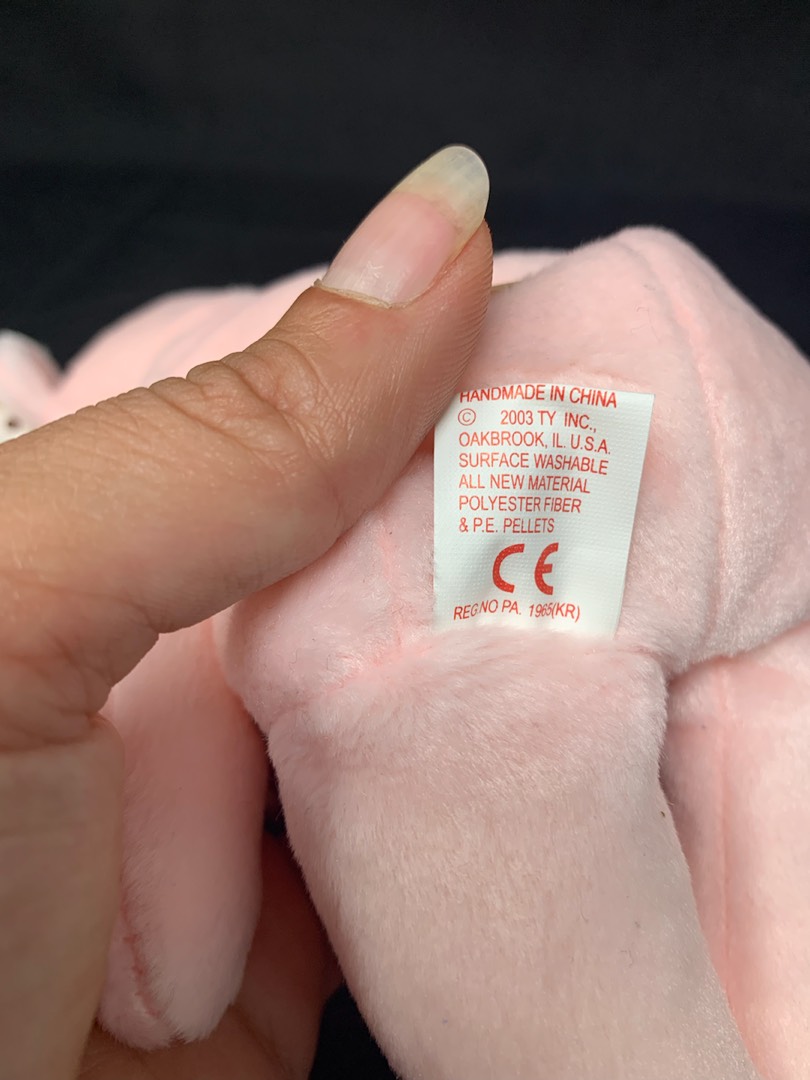 HANDMADE IN CHINA
© 2003 TY INC.,
OAKBROOK, IL. U.S.A.
SURFACE WASHABLE
ALL NEW MATERIAL
POLYESTER FIBER
& P.E. PELLETS
CE
REG.NO PA. 1965(KR)